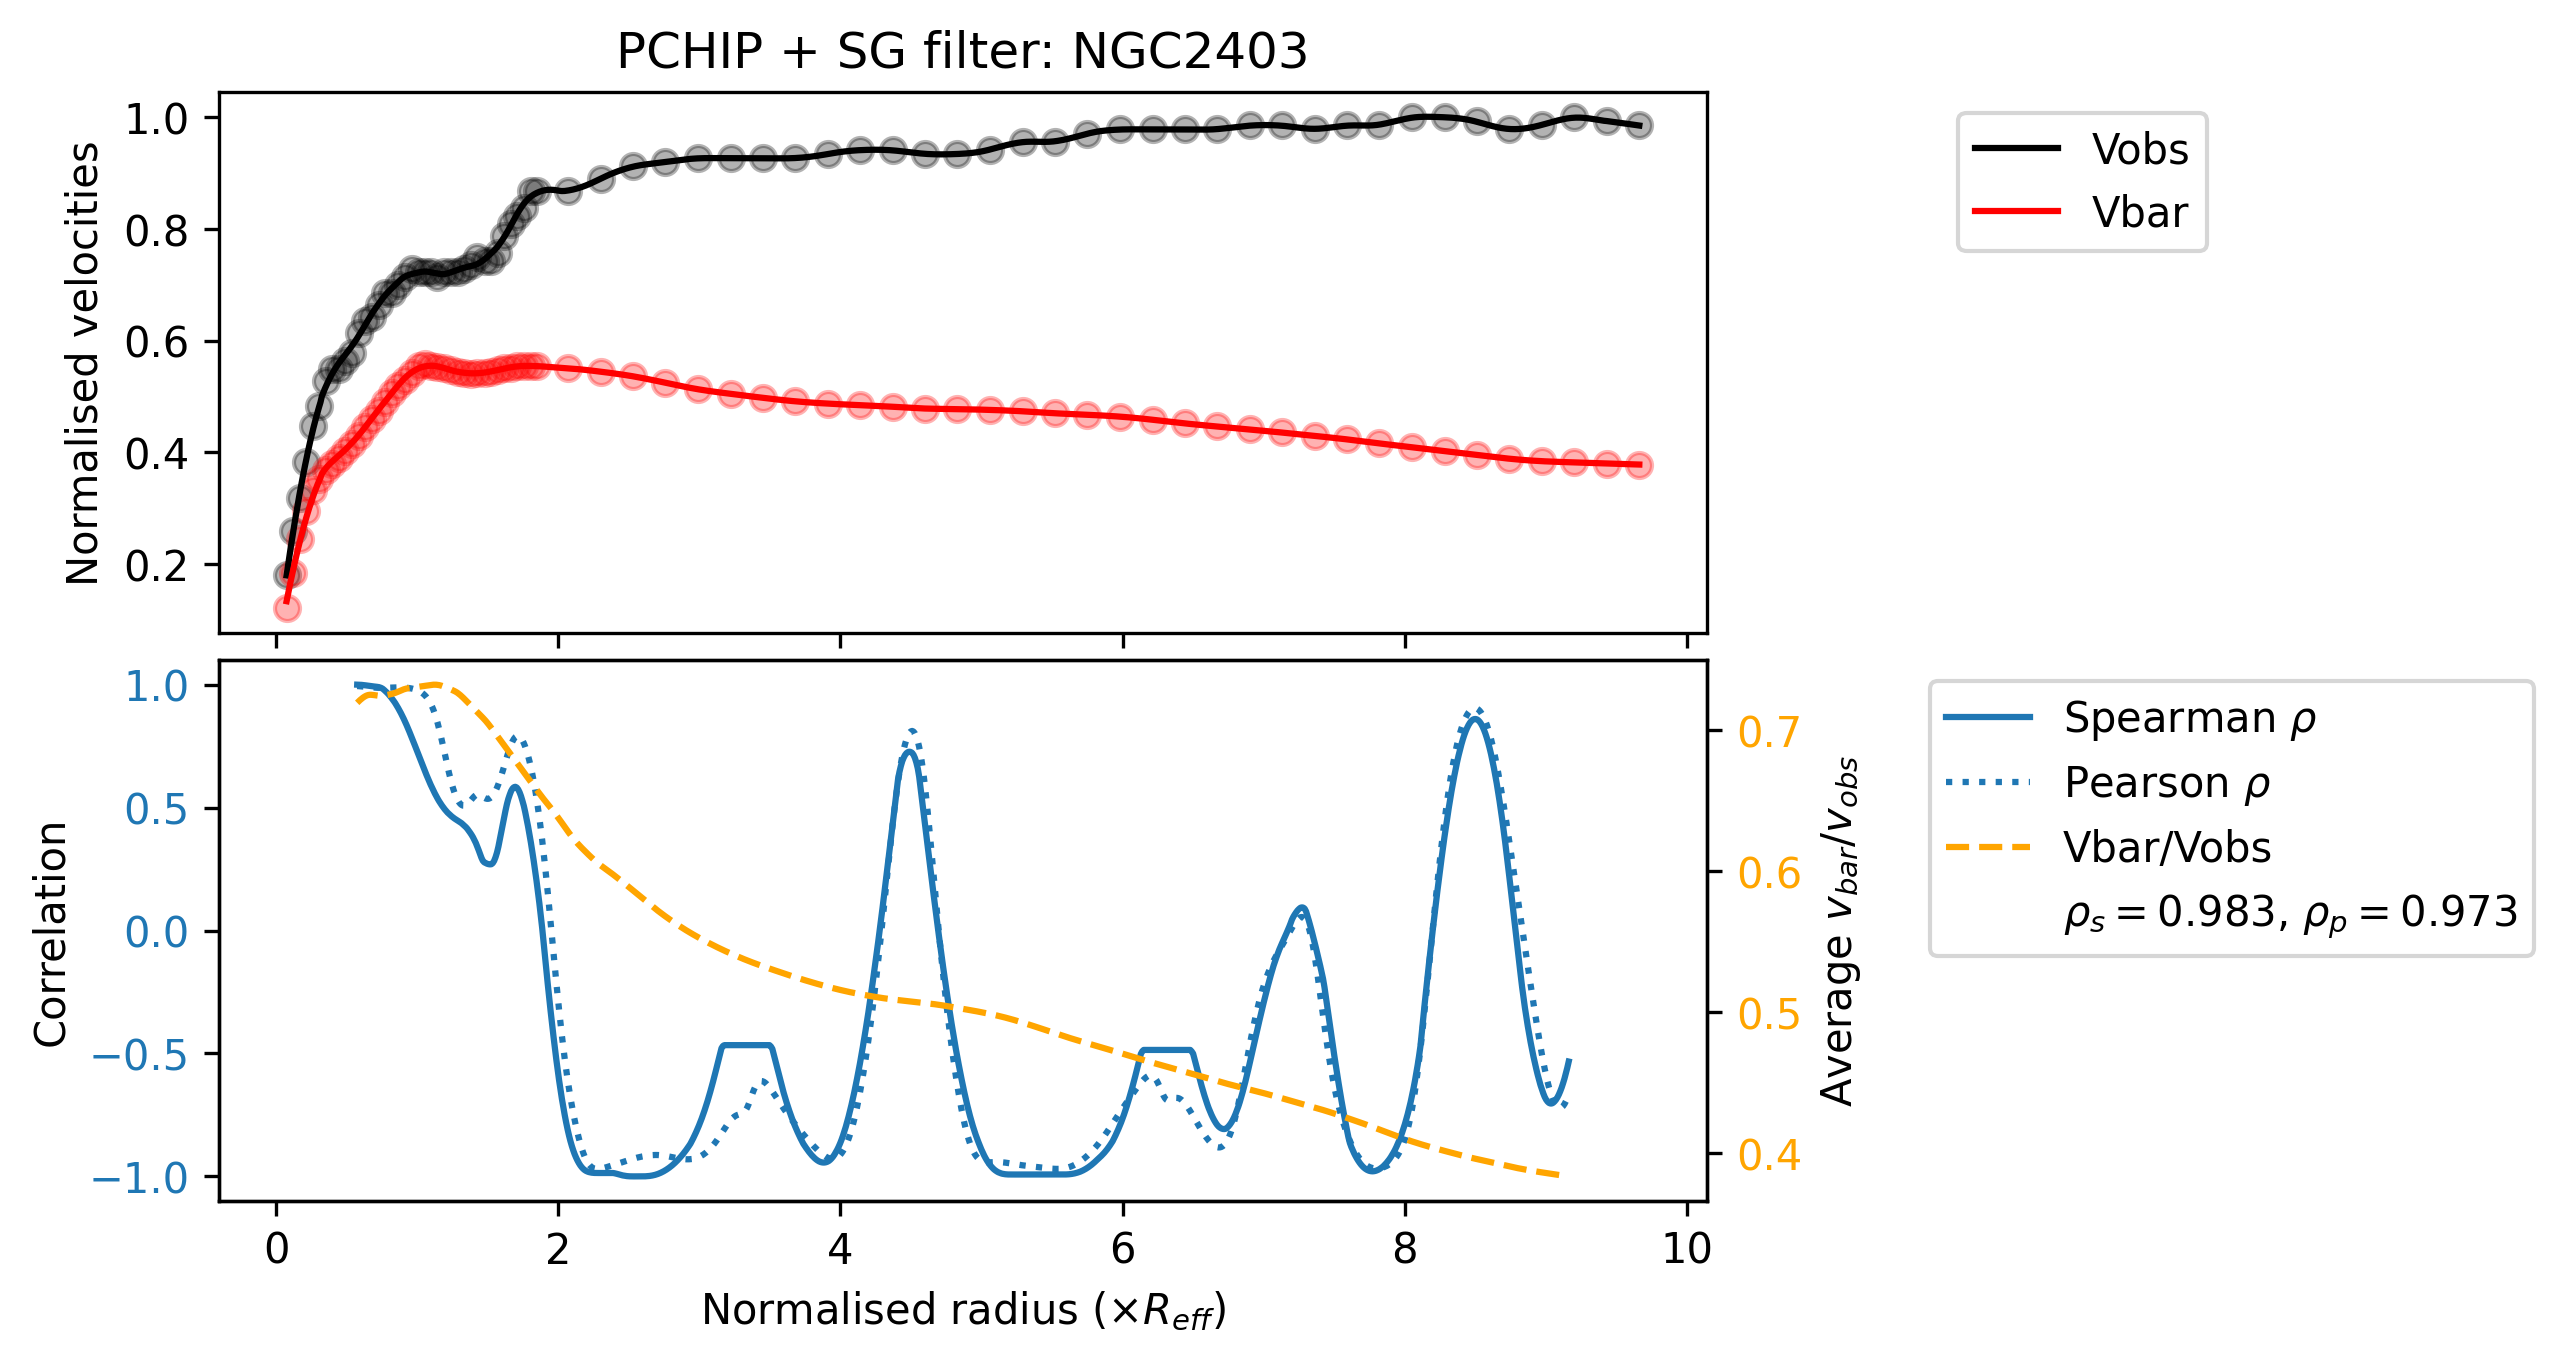 PCHIP + SG filter: NGC2403
Normalised velocities
1.0
0.8
0.6
0.4
0.2
Vobs
Vbar
Correlation
1.0
0.5
0.0
−0.5
−1.0
0.7
0.6
0.5
0.4
Average v_bar/v_obs
Spearman ρ
Pearson ρ
Vbar/Vobs
ρ_s = 0.983, ρ_p = 0.973
0 2 4 6 8 10
Normalised radius (×R_eff)